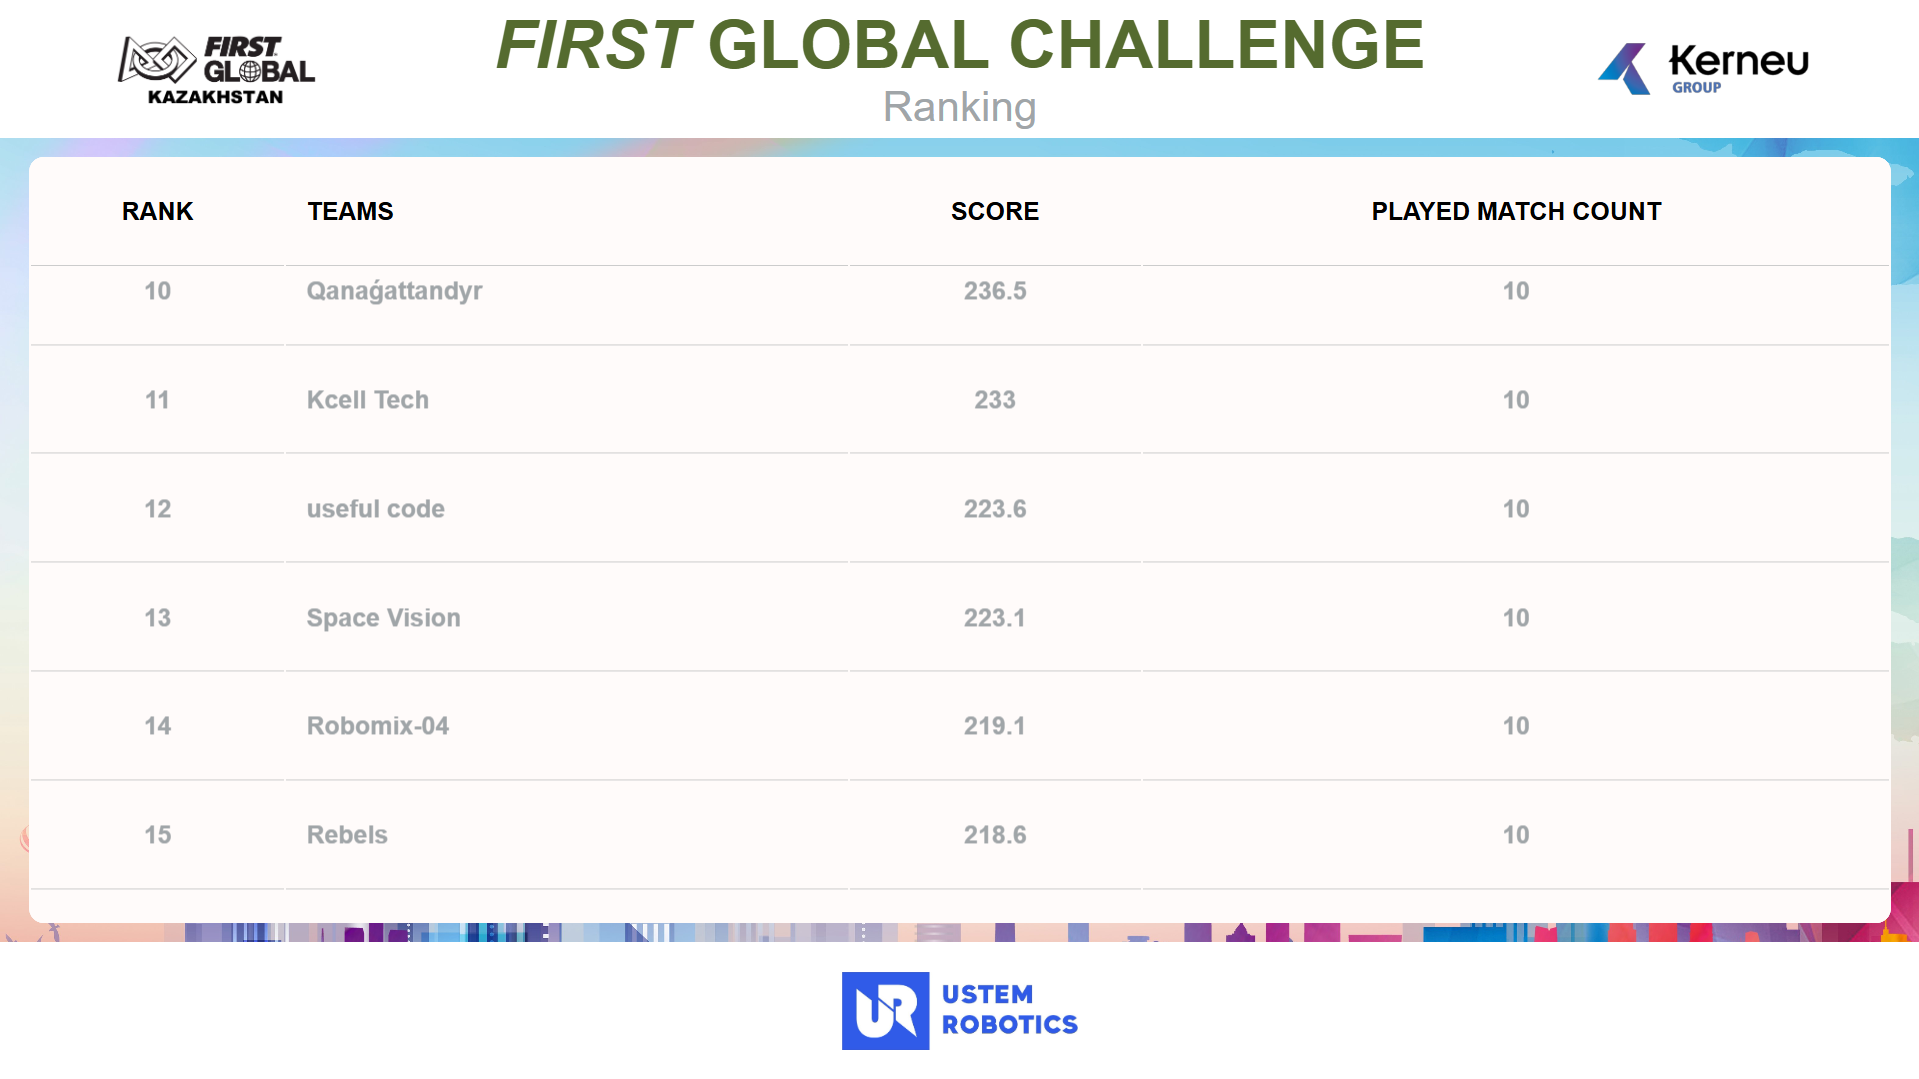 FIRST GLOBAL CHALLENGE
Ranking
FIRST
GLOBAL
KAZAKHSTAN
Kerneu
GROUP
RANK TEAMS SCORE PLAYED MATCH COUNT
10 Qanaǵattandyr 236.5 10
11 Kcell Tech 233 10
12 useful code 223.6 10
13 Space Vision 223.1 10
14 Robomix-04 219.1 10
15 Rebels 218.6 10
UR
USTEM
ROBOTICS